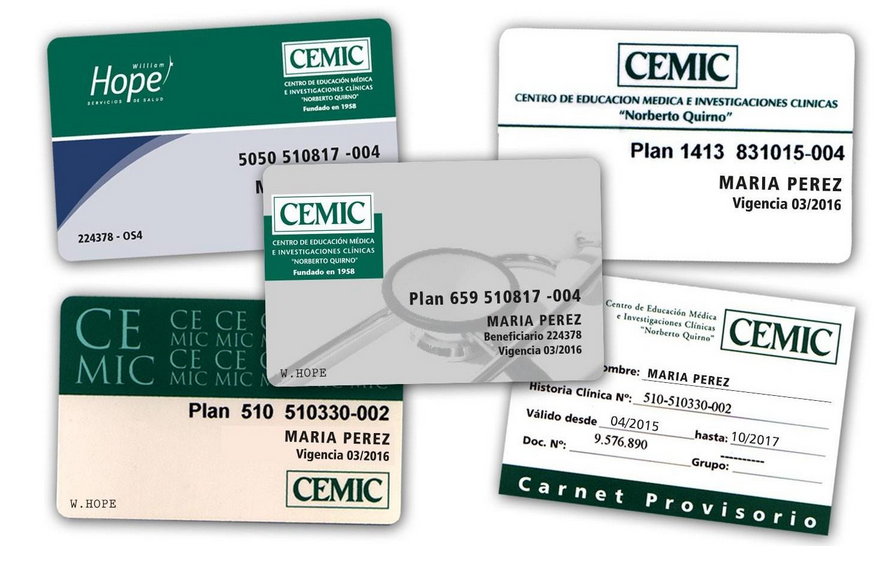 William
Hope
SERVICIOS DE SALUD
CEMIC
CENTRO DE EDUCACIÓN MÉDICA
E INVESTIGACIONES CLÍNICAS
"NORBERTO QUIRNO"
Fundado en 1958
5050 510817 -004
M
224378 - OS4
CEMIC
CENTRO DE EDUCACION MEDICA E INVESTIGACIONES CLINICAS
"Norberto Quirno"
Plan 1413 831015-004
MARIA PEREZ
Vigencia 03/2016
CEMIC
CENTRO DE EDUCACIÓN MÉDICA
E INVESTIGACIONES CLÍNICAS
"NORBERTO QUIRNO"
Fundado en 1958
Plan 659 510817 -004
MARIA PEREZ
Beneficiario 224378
Vigencia 03/2016
W.HOPE
CE CE CE C
MIC MIC MIC
CE CE
MIC MIC
Plan 510 510330-002
MARIA PEREZ
Vigencia 03/2016
CEMIC
W.HOPE
Centro de Educación Médica
e Investigaciones Clínicas
"Norberto Quirno"
CEMIC
ombre: MARIA PEREZ
Historia Clínica Nº: 510-510330-002
Válido desde 04/2015 hasta: 10/2017
Doc. Nº: 9.576.890 Grupo: ----------
Carnet Provisorio